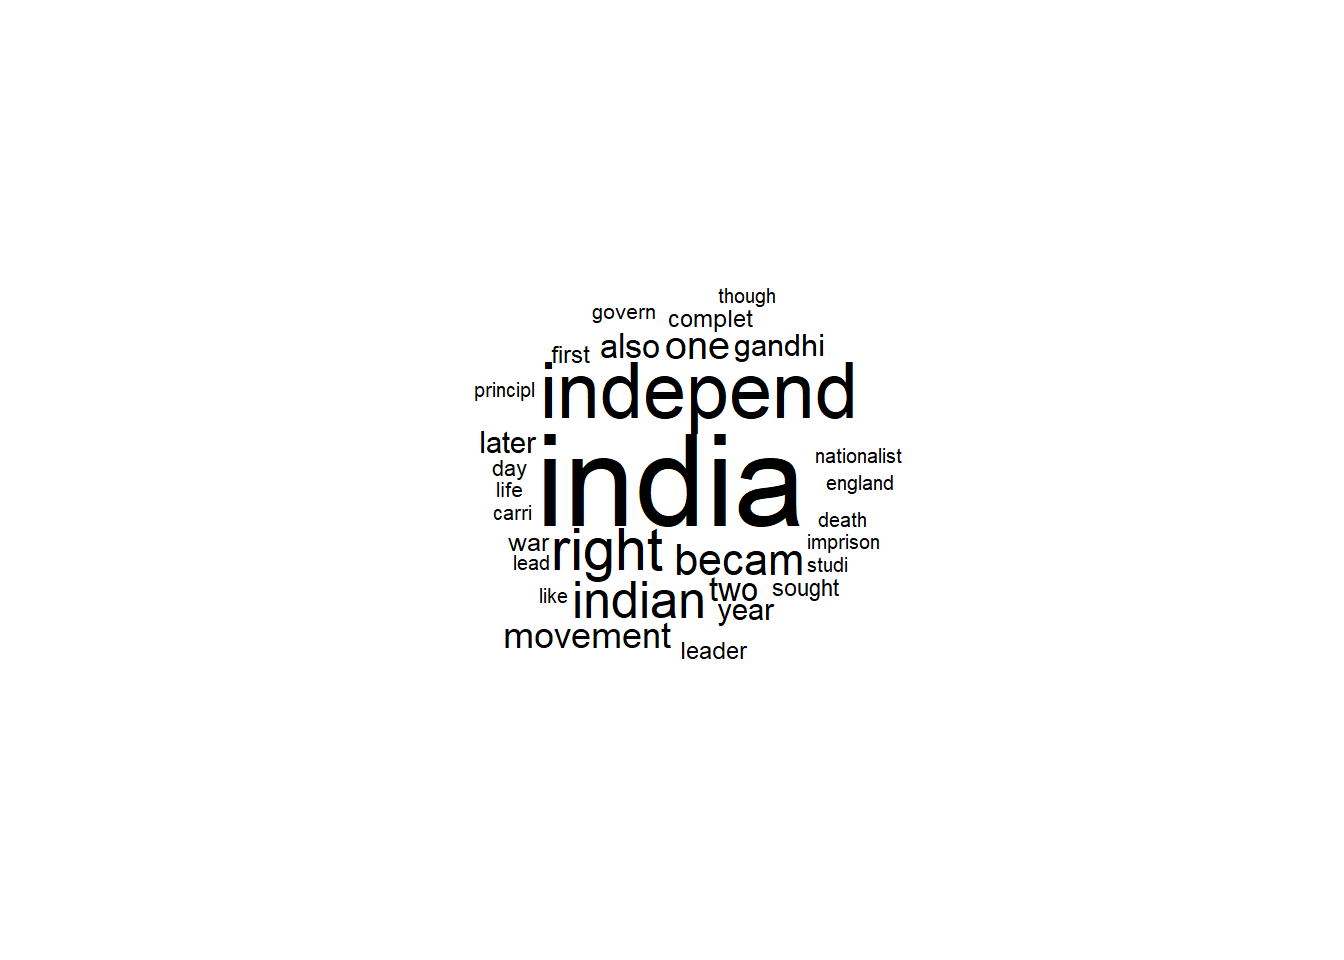 though
govern
complet
first
also
one
gandhi
independ
principl
later
india
nationalist
day
england
life
carri
death
war
right
becam
imprison
lead
studi
like
indian
two
sought
year
movement
leader